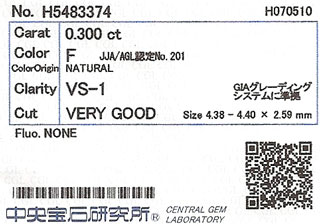 No. H5483374 H070510
Carat 0.300 ct
Color F JJA/AGL認定No.201
ColorOrigin NATURAL
Clarity VS-1 GIAグレーディング
システムに準拠
Cut VERY GOOD Size 4.38 - 4.40 × 2.59 mm
Fluo. NONE
中央宝石研究所® CENTRAL GEM
LABORATORY